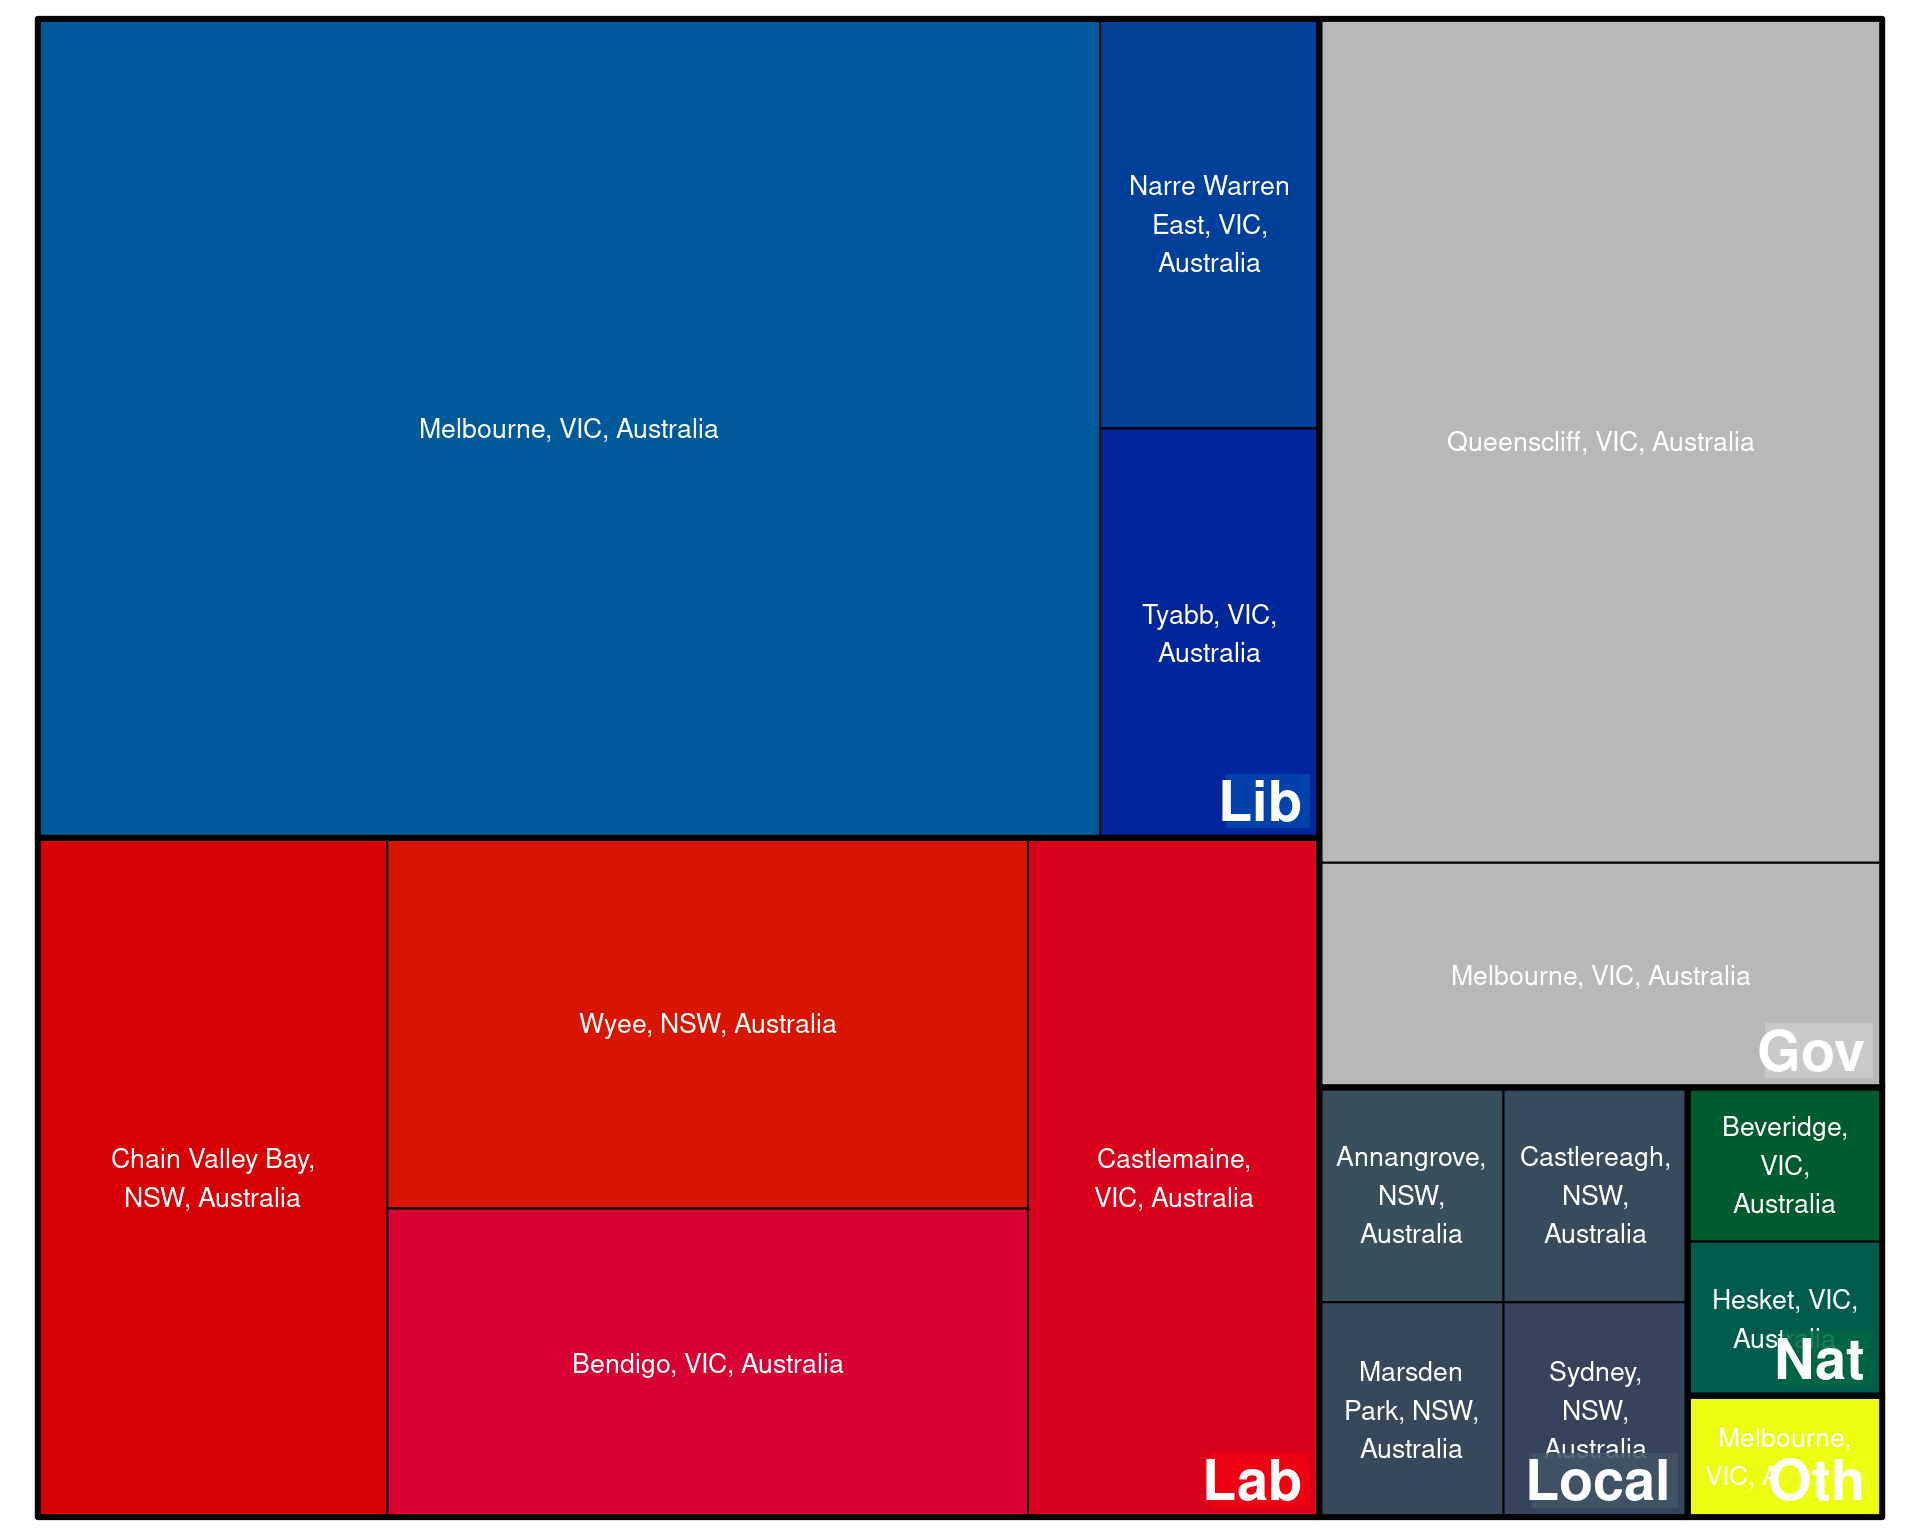 Melbourne, VIC, Australia
Narre Warren
East, VIC,
Australia
Tyabb, VIC,
Australia
Lib
Queenscliff, VIC, Australia
Melbourne, VIC, Australia
Gov
Chain Valley Bay,
NSW, Australia
Wyee, NSW, Australia
Bendigo, VIC, Australia
Castlemaine,
VIC, Australia
Lab
Annangrove,
NSW,
Australia
Castlereagh,
NSW,
Australia
Marsden
Park, NSW,
Australia
Sydney,
NSW,
Australia
Local
Beveridge,
VIC,
Australia
Hesket, VIC,
Australia
Nat
Melbourne,
VIC,
Oth